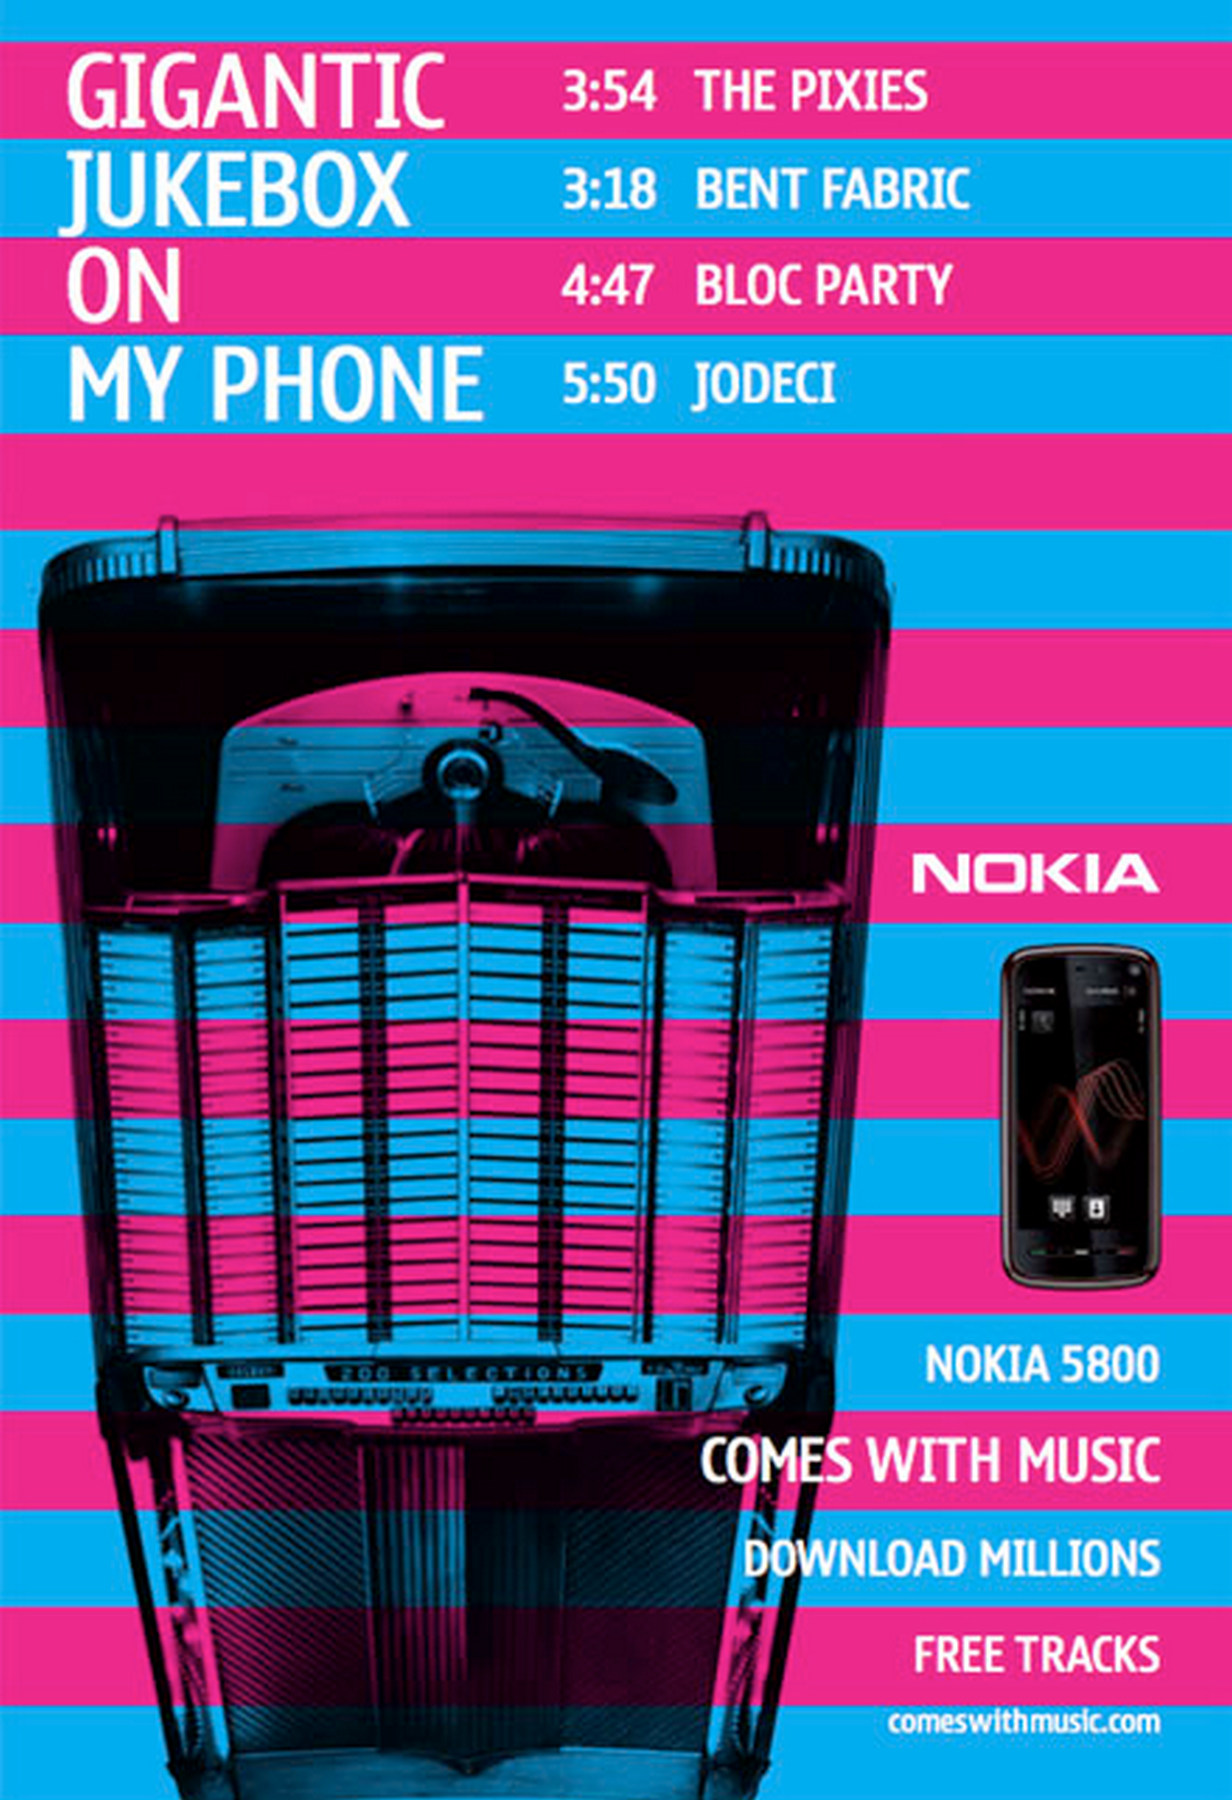 GIGANTIC 3:54 THE PIXIES
JUKEBOX 3:18 BENT FABRIC
ON 4:47 BLOC PARTY
MY PHONE 5:50 JODECI
NOKIA
NOKIA 5800
200 SELECTIONS
COMES WITH MUSIC
DOWNLOAD MILLIONS
FREE TRACKS
comeswithmusic.com